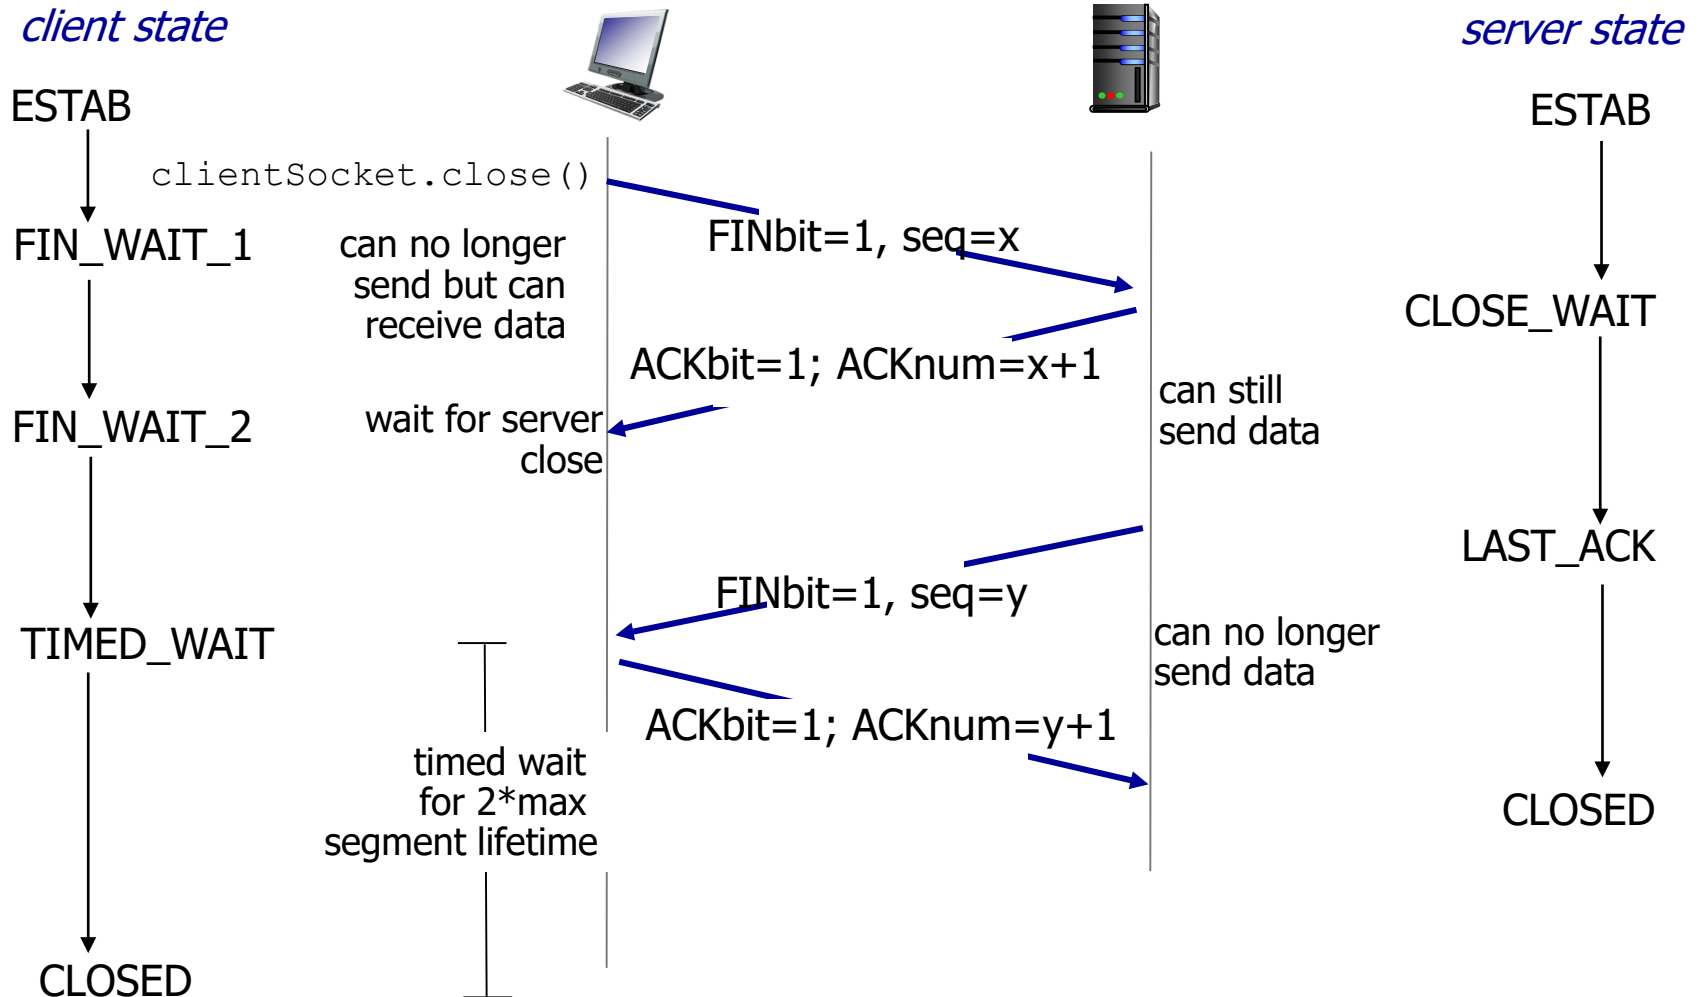 client state
server state
ESTAB
ESTAB
clientSocket.close()
FINbit=1, seq=x
FIN_WAIT_1
can no longer
send but can
receive data
CLOSE_WAIT
ACKbit=1; ACKnum=x+1
can still
send data
FIN_WAIT_2
wait for server
close
LAST_ACK
FINbit=1, seq=y
TIMED_WAIT
can no longer
send data
ACKbit=1; ACKnum=y+1
timed wait
for 2*max
segment lifetime
CLOSED
CLOSED